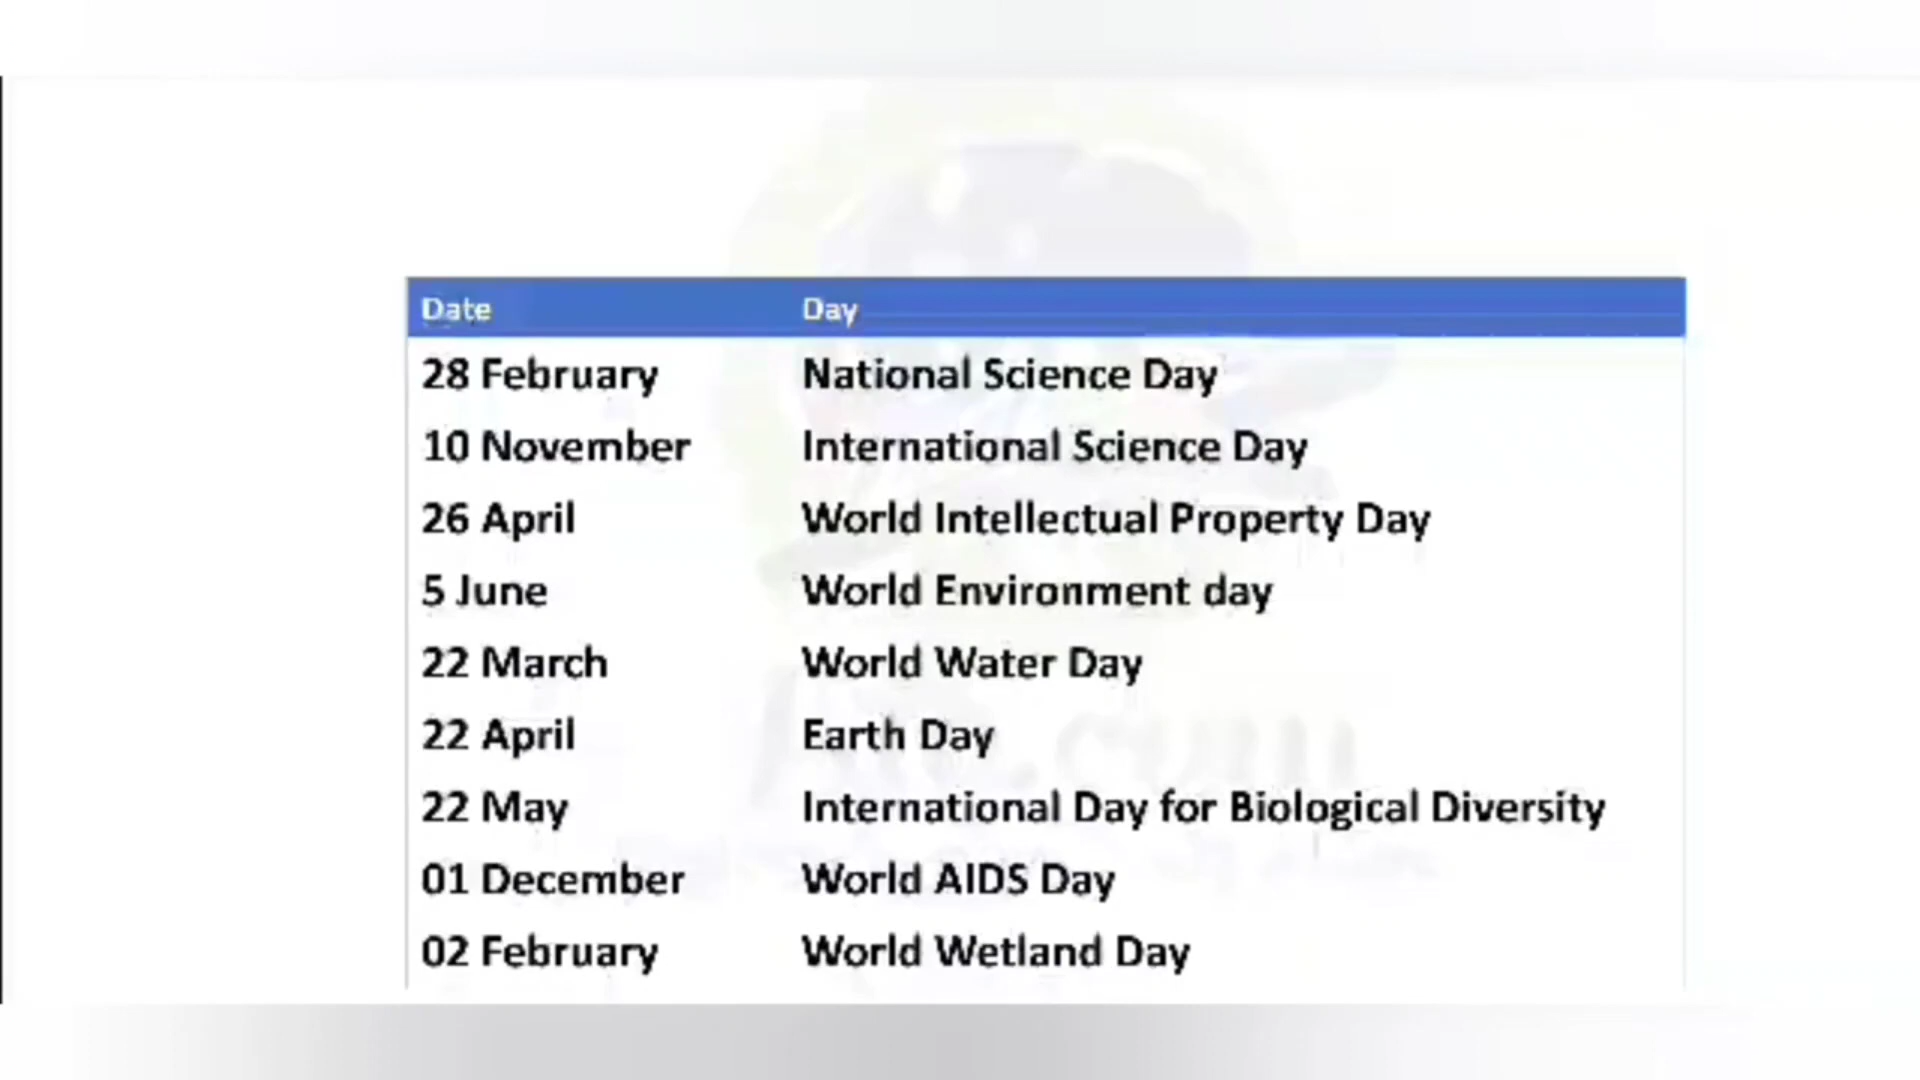 Date Day
28 February National Science Day
10 November International Science Day
26 April World Intellectual Property Day
5 June World Environment day
22 March World Water Day
22 April Earth Day
22 May International Day for Biological Diversity
01 December World AIDS Day
02 February World Wetland Day